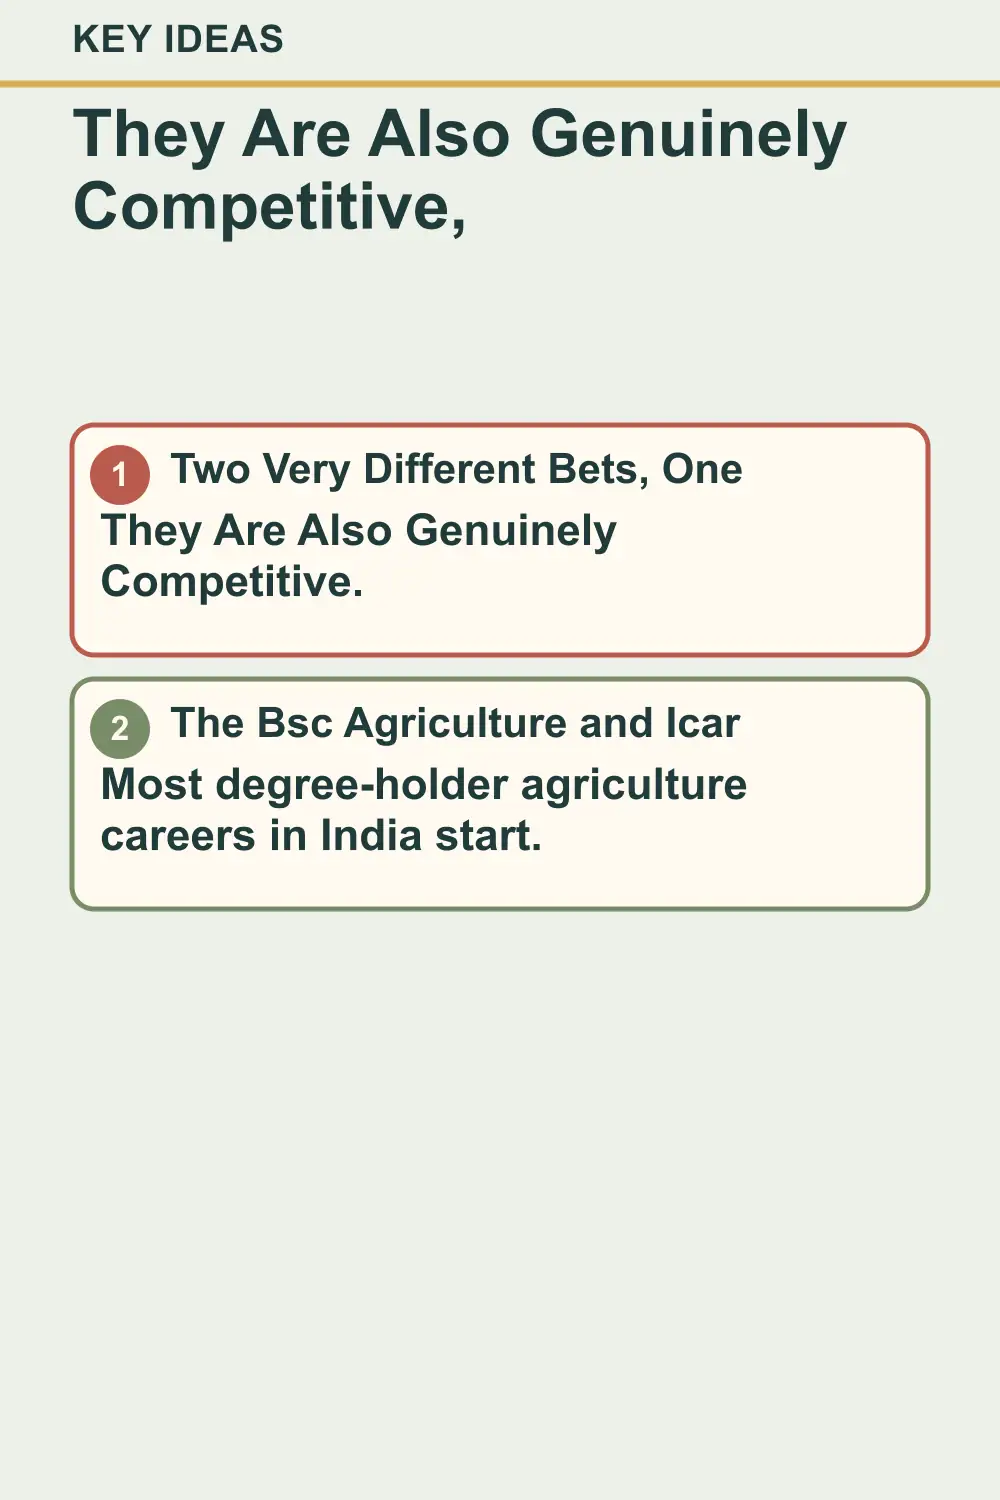 KEY IDEAS
They Are Also Genuinely
Competitive,
1 Two Very Different Bets, One
They Are Also Genuinely
Competitive.
2 The Bsc Agriculture and Icar
Most degree-holder agriculture
careers in India start.